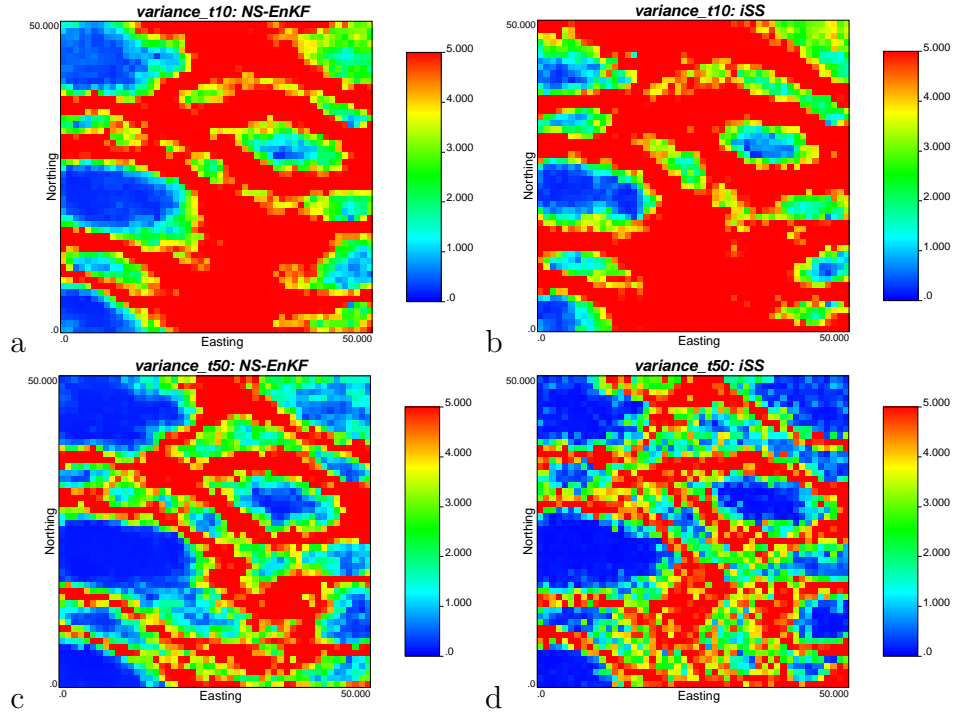 variance_t10: NS-EnKF
50.000
Northing
.0
.0
Easting
50.000
5.000
4.000
3.000
2.000
1.000
.0
a
variance_t10: iSS
50.000
Northing
.0
.0
Easting
50.000
5.000
4.000
3.000
2.000
1.000
.0
b
variance_t50: NS-EnKF
50.000
Northing
.0
.0
Easting
50.000
5.000
4.000
3.000
2.000
1.000
.0
c
variance_t50: iSS
50.000
Northing
.0
.0
Easting
50.000
5.000
4.000
3.000
2.000
1.000
.0
d